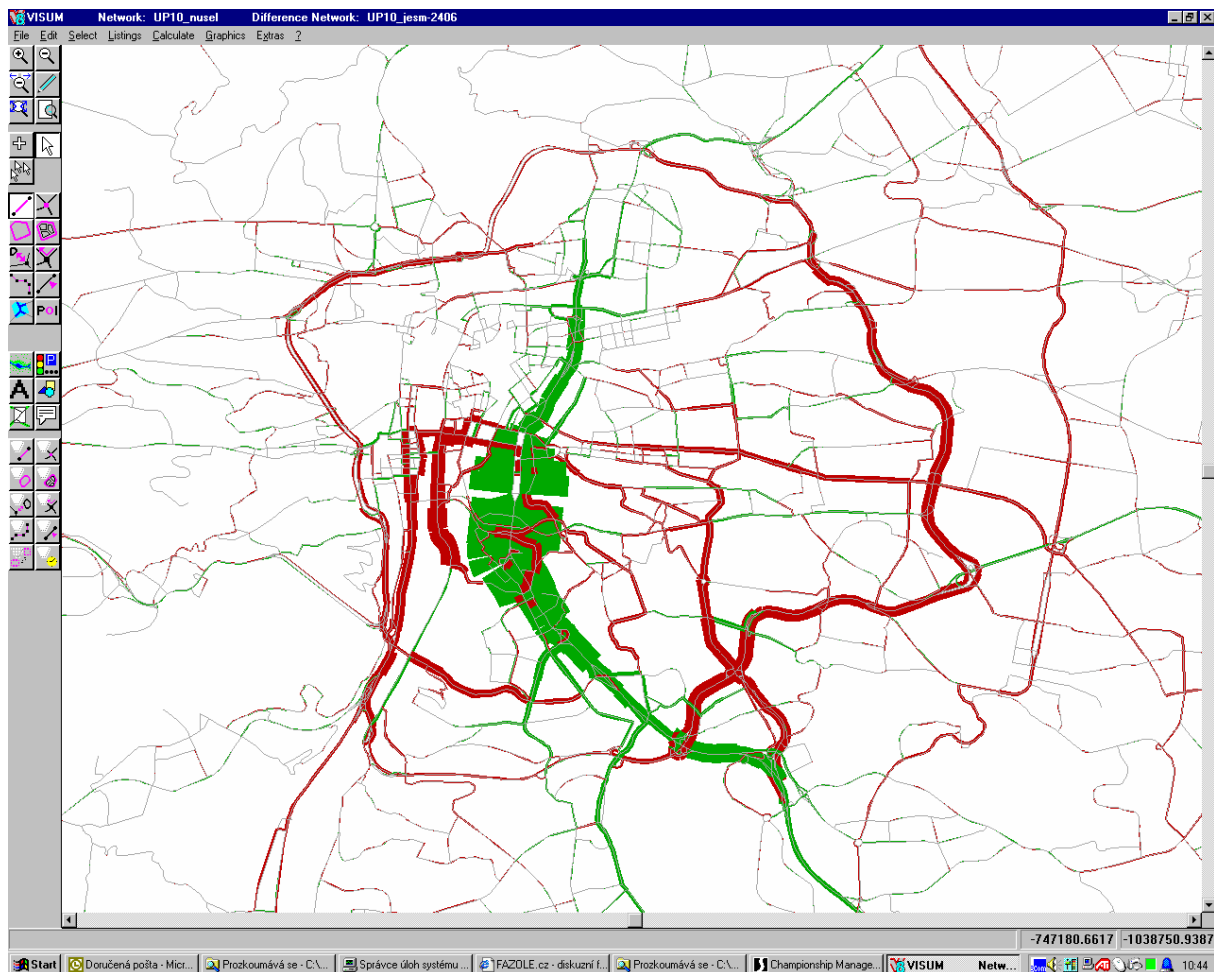 VISUM Network: UP10_nusel Difference Network: UP10_jesm-2406
File Edit Select Listings Calculate Graphics Extras ?
POI
A
-747180.6617 -1038750.9387
Start Doručená pošta - Micr... Prozkoumává se - C:\... Správce úloh systému ... FAZOLE.cz - diskuzní f... Prozkoumává se - C:\... Championship Manage... VISUM Netw... 10:44